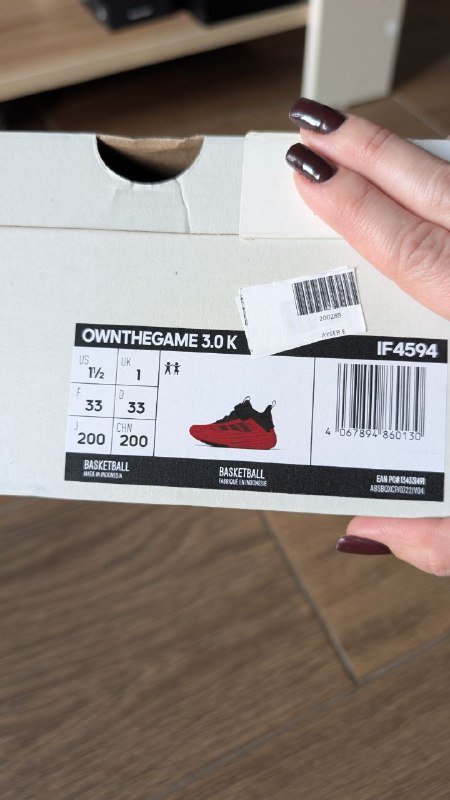 200289
AYSER E
OWNTHEGAME 3.0 K
IF4594
US
1½
UK
1
F
33
D
33
J
200
CHN
200
4 067894 860130
BASKETBALL
MADE IN INDONESIA
BASKETBALL
FABRIQUÉ EN INDONÉSIE